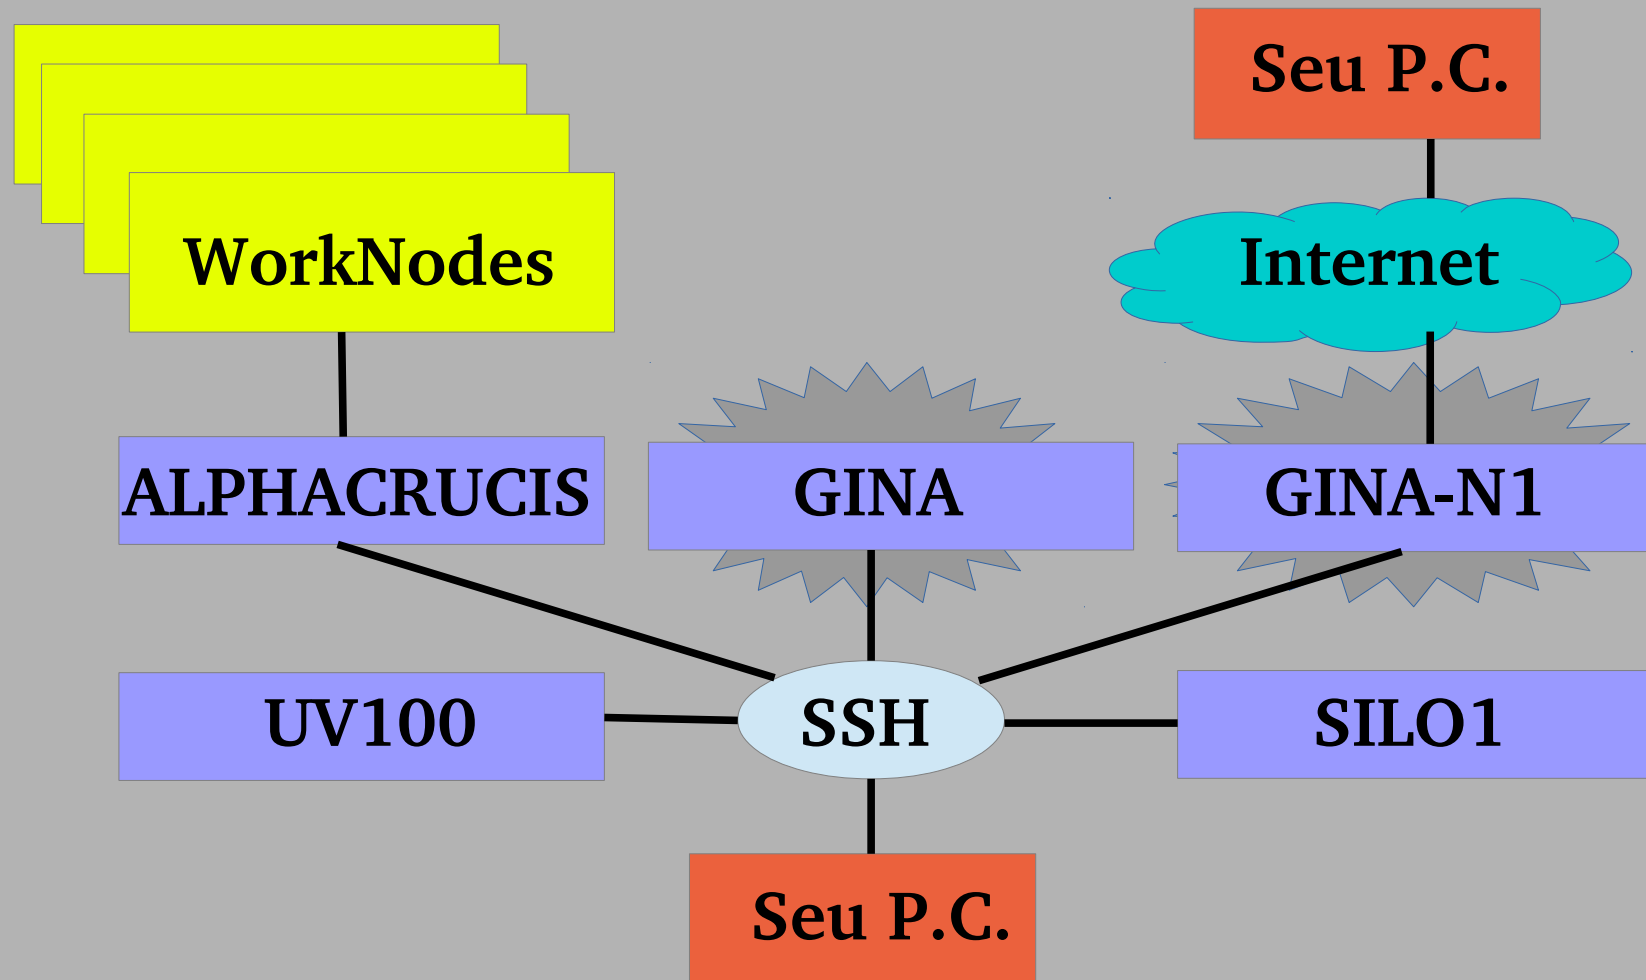 Seu P.C.
WorkNodes
Internet
ALPHACRUCIS
GINA
GINA-N1
UV100
SSH
SILO1
Seu P.C.